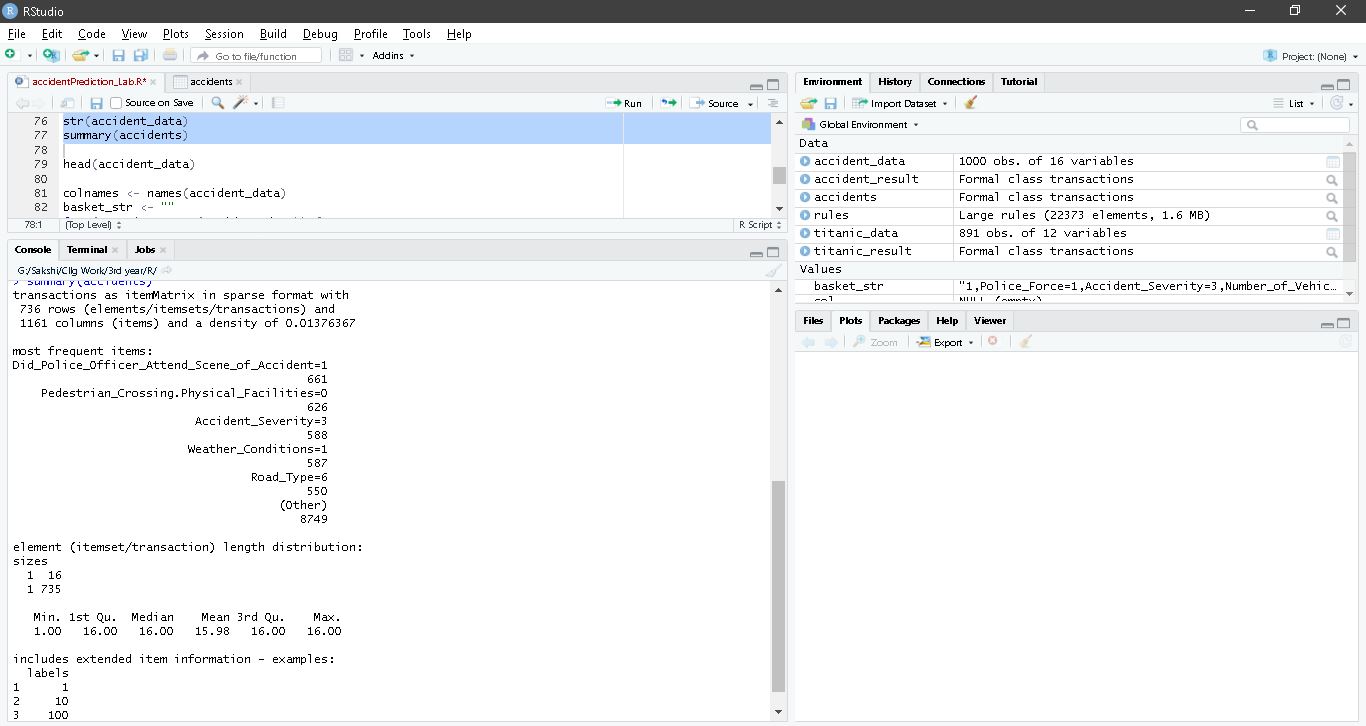 RStudio
File Edit Code View Plots Session Build Debug Profile Tools Help
Go to file/function Addins Project: (None)
accidentPrediction_Lab.R* accidents
Source on Save Run Source
76 str(accident_data)
77 summary(accidents)
78
79 head(accident_data)
80
81 colnames <- names(accident_data)
82 basket_str <- ""
78:1 (Top Level) R Script
Console Terminal Jobs
G:/Sakshi/Cllg Work/3rd year/R/
> summary(accidents)
transactions as itemMatrix in sparse format with
736 rows (elements/itemsets/transactions) and
1161 columns (items) and a density of 0.01376367
most frequent items:
Did_Police_Officer_Attend_Scene_of_Accident=1
661
Pedestrian_Crossing.Physical_Facilities=0
626
Accident_Severity=3
588
Weather_Conditions=1
587
Road_Type=6
550
(Other)
8749
element (itemset/transaction) length distribution:
sizes
1 16
1 735
Min. 1st Qu. Median Mean 3rd Qu. Max.
1.00 16.00 16.00 15.98 16.00 16.00
includes extended item information - examples:
labels
1 1
2 10
3 100
Environment History Connections Tutorial
Import Dataset List
Global Environment
Data
accident_data 1000 obs. of 16 variables
accident_result Formal class transactions
accidents Formal class transactions
rules Large rules (22373 elements, 1.6 MB)
titanic_data 891 obs. of 12 variables
titanic_result Formal class transactions
Values
basket_str "1,Police_Force=1,Accident_Severity=3,Number_of_Vehic...
col NULL (empty)
Files Plots Packages Help Viewer
Zoom Export